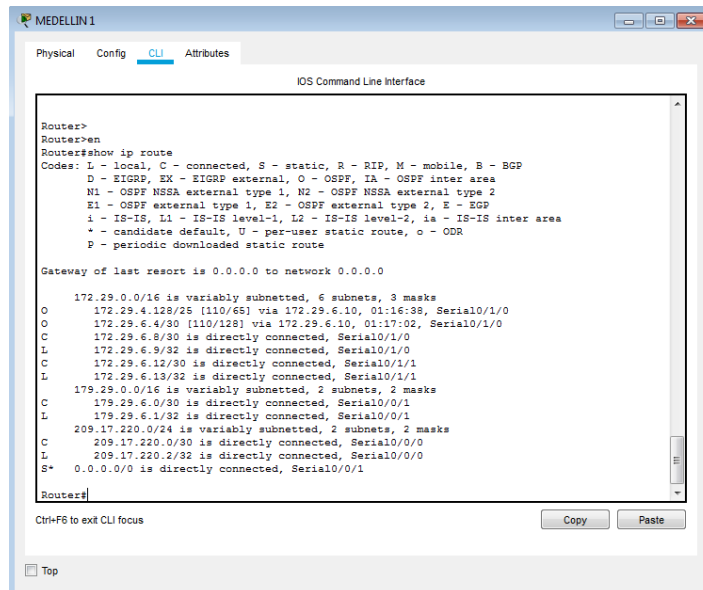 MEDELLIN 1
Physical Config CLI Attributes
IOS Command Line Interface
Router>
Router>en
Router#show ip route
Codes: L - local, C - connected, S - static, R - RIP, M - mobile, B - BGP
D - EIGRP, EX - EIGRP external, O - OSPF, IA - OSPF inter area
N1 - OSPF NSSA external type 1, N2 - OSPF NSSA external type 2
E1 - OSPF external type 1, E2 - OSPF external type 2, E - EGP
i - IS-IS, L1 - IS-IS level-1, L2 - IS-IS level-2, ia - IS-IS inter area
* - candidate default, U - per-user static route, o - ODR
P - periodic downloaded static route
Gateway of last resort is 0.0.0.0 to network 0.0.0.0
172.29.0.0/16 is variably subnetted, 6 subnets, 3 masks
O 172.29.4.128/25 [110/65] via 172.29.6.10, 01:16:38, Serial0/1/0
O 172.29.6.4/30 [110/128] via 172.29.6.10, 01:17:02, Serial0/1/0
C 172.29.6.8/30 is directly connected, Serial0/1/0
L 172.29.6.9/32 is directly connected, Serial0/1/0
C 172.29.6.12/30 is directly connected, Serial0/1/1
L 172.29.6.13/32 is directly connected, Serial0/1/1
179.29.0.0/16 is variably subnetted, 2 subnets, 2 masks
C 179.29.6.0/30 is directly connected, Serial0/0/1
L 179.29.6.1/32 is directly connected, Serial0/0/1
209.17.220.0/24 is variably subnetted, 2 subnets, 2 masks
C 209.17.220.0/30 is directly connected, Serial0/0/0
L 209.17.220.2/32 is directly connected, Serial0/0/0
S* 0.0.0.0/0 is directly connected, Serial0/0/1
Router#
Ctrl+F6 to exit CLI focus
Copy Paste
Top